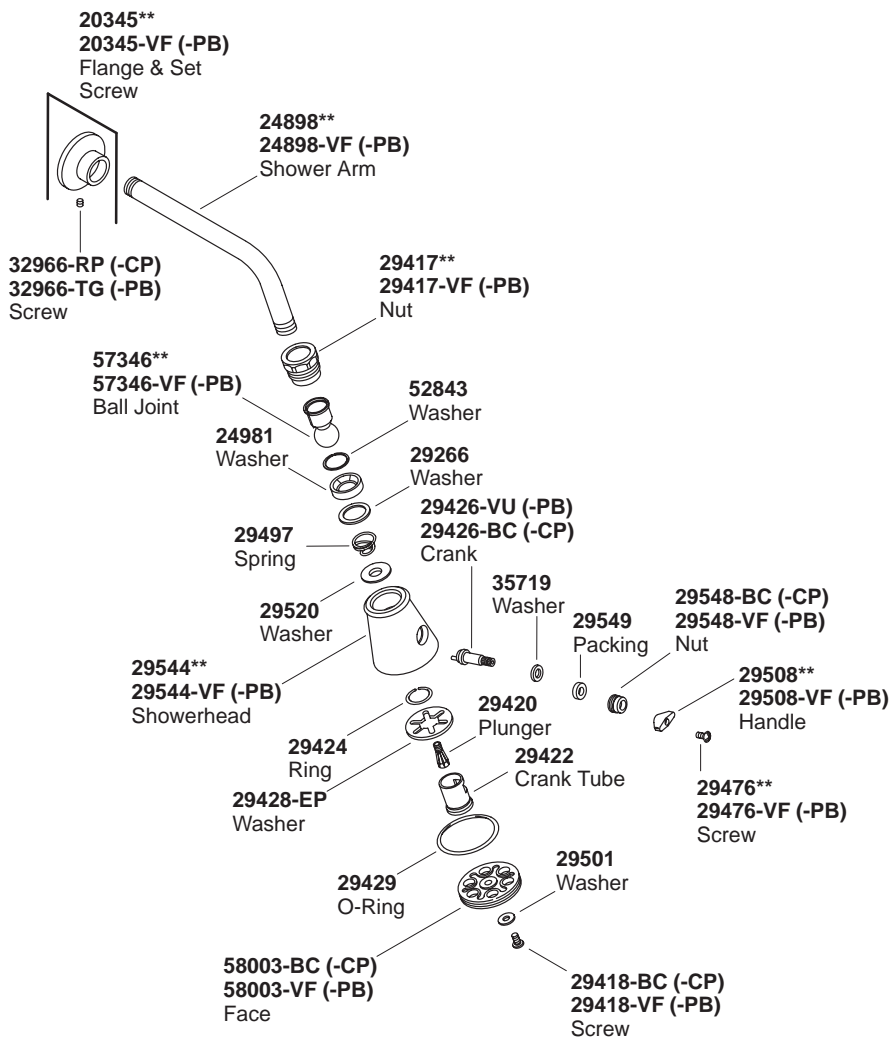 20345**
20345-VF (-PB)
Flange & Set
Screw
24898**
24898-VF (-PB)
Shower Arm
32966-RP (-CP)
32966-TG (-PB)
Screw
29417**
29417-VF (-PB)
Nut
57346**
57346-VF (-PB)
Ball Joint
52843
Washer
24981
Washer
29266
Washer
29426-VU (-PB)
29426-BC (-CP)
Crank
29497
Spring
35719
Washer
29548-BC (-CP)
29548-VF (-PB)
Nut
29520
Washer
29549
Packing
29544**
29544-VF (-PB)
Showerhead
29508**
29508-VF (-PB)
Handle
29420
Plunger
29424
Ring
29422
Crank Tube
29428-EP
Washer
29476**
29476-VF (-PB)
Screw
29501
Washer
29429
O-Ring
58003-BC (-CP)
58003-VF (-PB)
Face
29418-BC (-CP)
29418-VF (-PB)
Screw